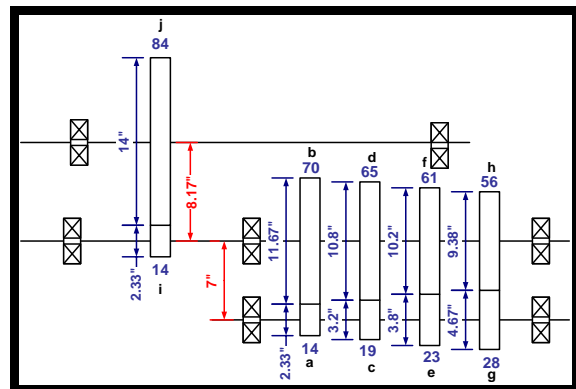 j
84
14"
8.17"
2.33"
14
i
7"
b
70
d
65
f
61
h
56
11.67"
10.8"
10.2"
9.38"
2.33"
3.2"
3.8"
4.67"
14
a
19
c
23
e
28
g